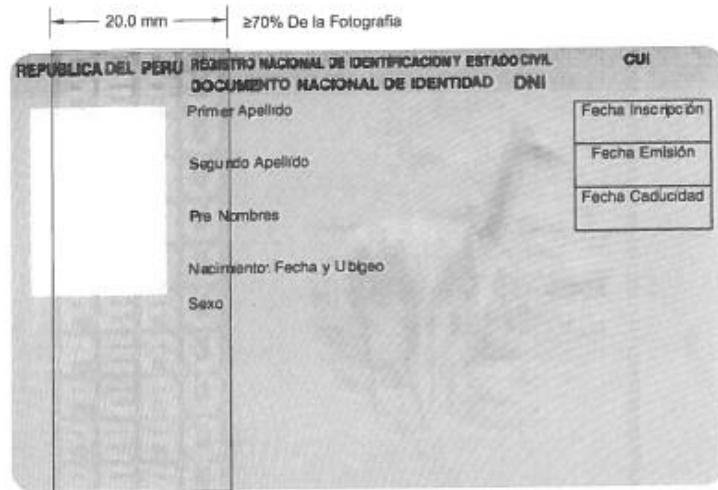 20.0 mm ≥70% De la Fotografia
REPUBLICA DEL PERU REGISTRO NACIONAL DE IDENTIFICACION Y ESTADO CIVIL CUI
DOCUMENTO NACIONAL DE IDENTIDAD DNI
Primer Apellido Fecha Inscripción
Segundo Apellido Fecha Emisión
Pre Nombres Fecha Caducidad
Nacimiento: Fecha y Ubigeo
Sexo